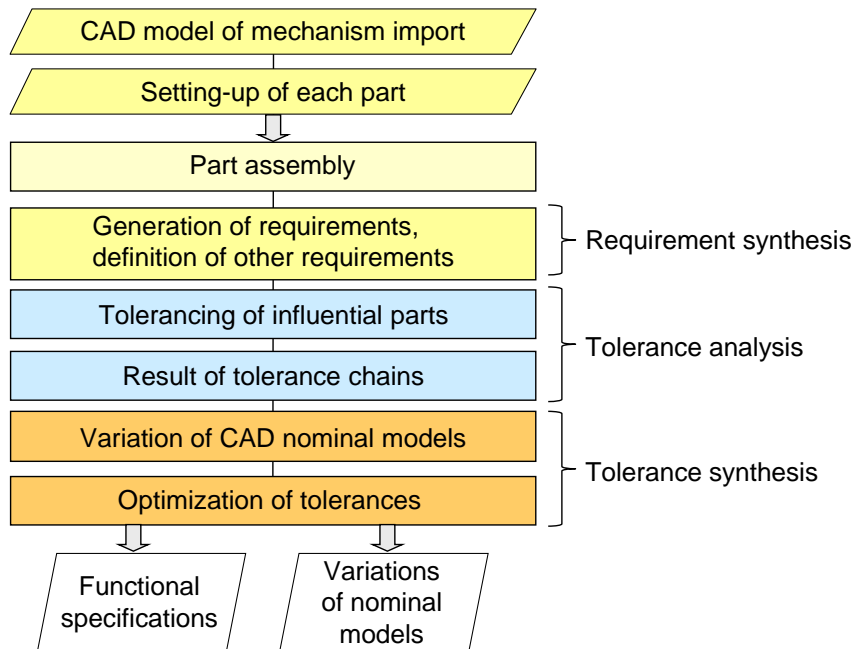 CAD model of mechanism import
Setting-up of each part
Part assembly
Generation of requirements,
definition of other requirements
Requirement synthesis
Tolerancing of influential parts
Result of tolerance chains
Tolerance analysis
Variation of CAD nominal models
Optimization of tolerances
Tolerance synthesis
Functional
specifications
Variations
of nominal
models